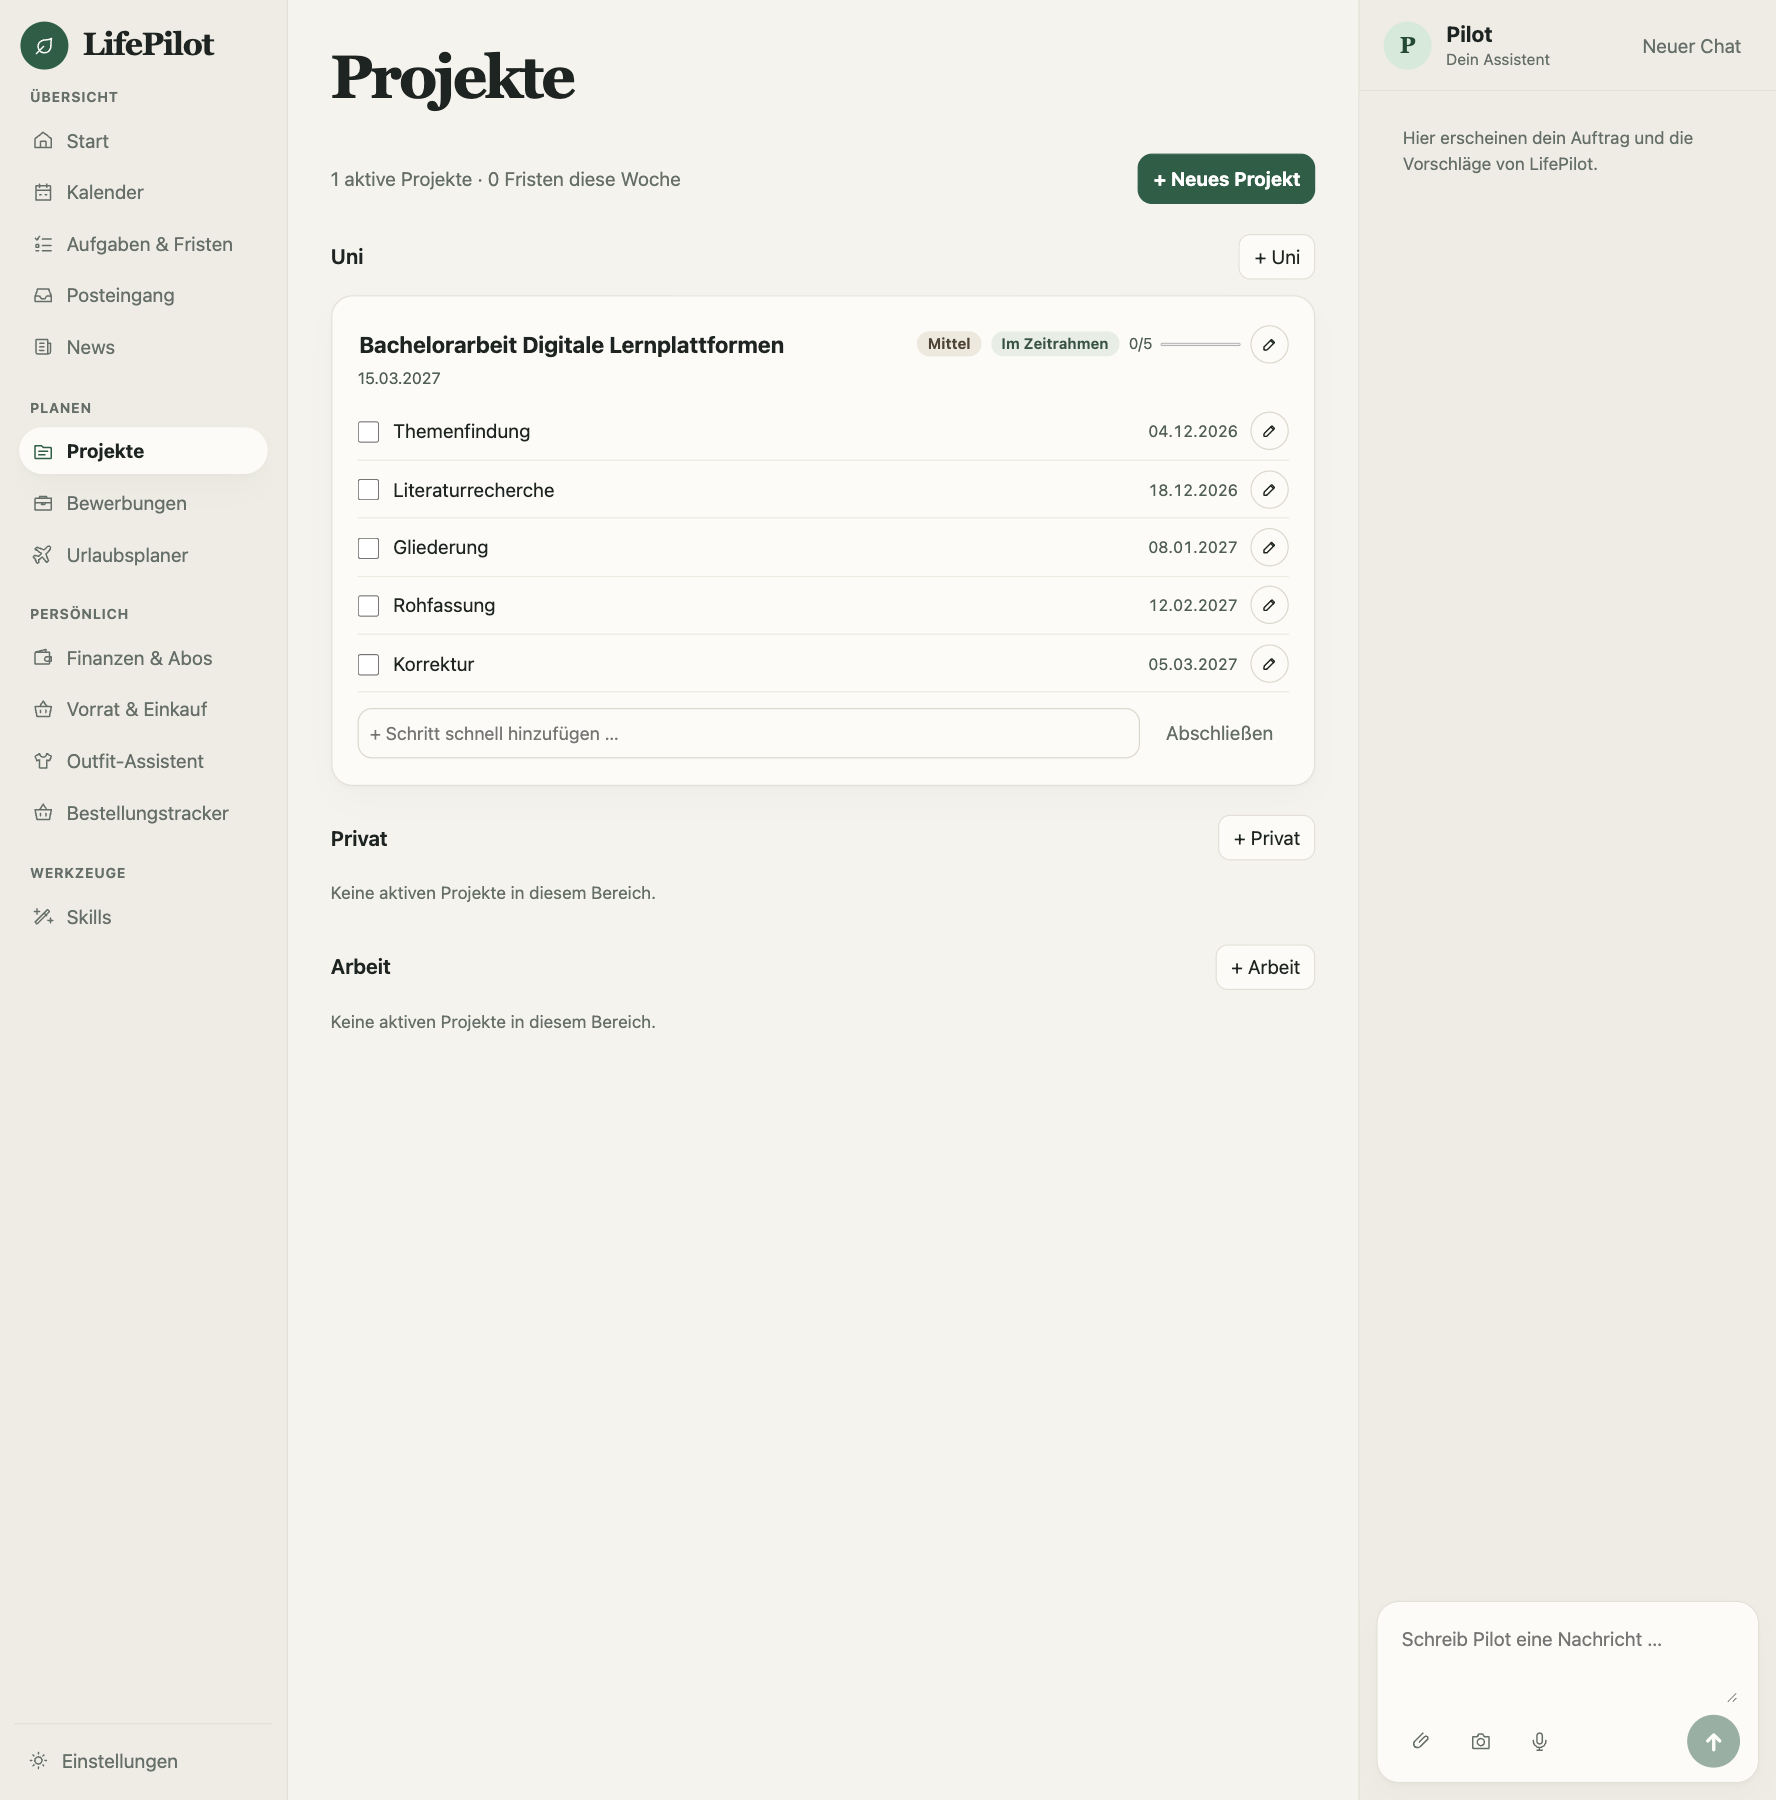 LifePilot
ÜBERSICHT
Start
Kalender
Aufgaben & Fristen
Posteingang
News
PLANEN
Projekte
Bewerbungen
Urlaubsplaner
PERSÖNLICH
Finanzen & Abos
Vorrat & Einkauf
Outfit-Assistent
Bestellungstracker
WERKZEUGE
Skills
Einstellungen
Projekte
1 aktive Projekte · 0 Fristen diese Woche
+ Neues Projekt
Uni
+ Uni
Bachelorarbeit Digitale Lernplattformen
Mittel
Im Zeitrahmen
0/5
15.03.2027
Themenfindung 04.12.2026
Literaturrecherche 18.12.2026
Gliederung 08.01.2027
Rohfassung 12.02.2027
Korrektur 05.03.2027
+ Schritt schnell hinzufügen ...
Abschließen
Privat
+ Privat
Keine aktiven Projekte in diesem Bereich.
Arbeit
+ Arbeit
Keine aktiven Projekte in diesem Bereich.
P
Pilot
Dein Assistent
Neuer Chat
Hier erscheinen dein Auftrag und die
Vorschläge von LifePilot.
Schreib Pilot eine Nachricht ...